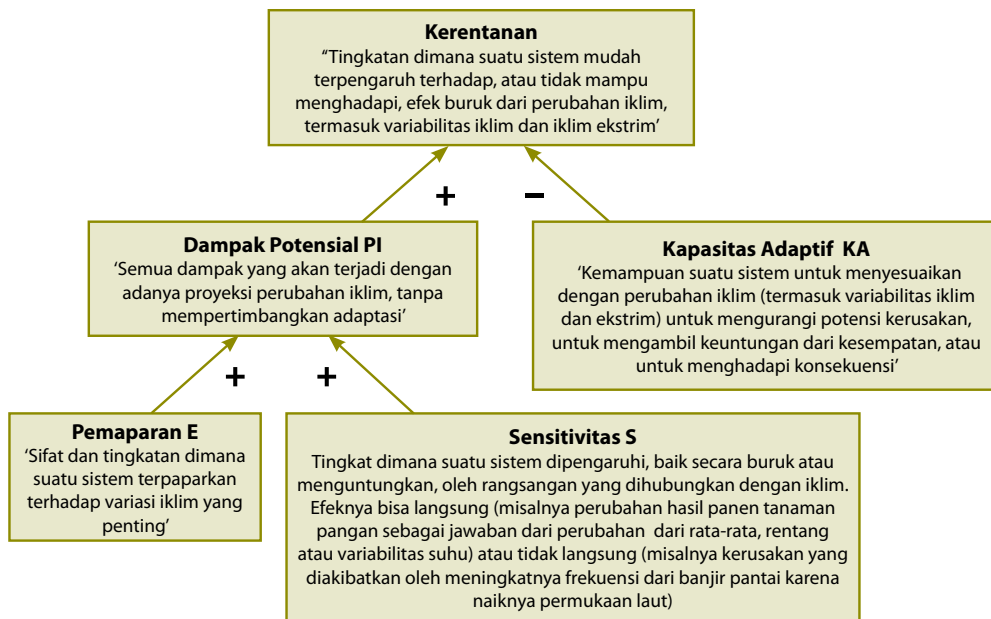 Kerentanan
“Tingkatan dimana suatu sistem mudah
terpengaruh terhadap, atau tidak mampu
menghadapi, efek buruk dari perubahan iklim,
termasuk variabilitas iklim dan iklim ekstrim’
+
–
Dampak Potensial PI
‘Semua dampak yang akan terjadi dengan
adanya proyeksi perubahan iklim, tanpa
mempertimbangkan adaptasi’
Kapasitas Adaptif KA
‘Kemampuan suatu sistem untuk menyesuaikan
dengan perubahan iklim (termasuk variabilitas iklim
dan ekstrim) untuk mengurangi potensi kerusakan,
untuk mengambil keuntungan dari kesempatan, atau
untuk menghadapi konsekuensi’
+
+
Pemaparan E
‘Sifat dan tingkatan dimana
suatu sistem terpaparkan
terhadap variasi iklim yang
penting’
Sensitivitas S
Tingkat dimana suatu sistem dipengaruhi, baik secara buruk atau
menguntungkan, oleh rangsangan yang dihubungkan dengan iklim.
Efeknya bisa langsung (misalnya perubahan hasil panen tanaman
pangan sebagai jawaban dari perubahan dari rata-rata, rentang
atau variabilitas suhu) atau tidak langsung (misalnya kerusakan yang
diakibatkan oleh meningkatnya frekuensi dari banjir pantai karena
naiknya permukaan laut)